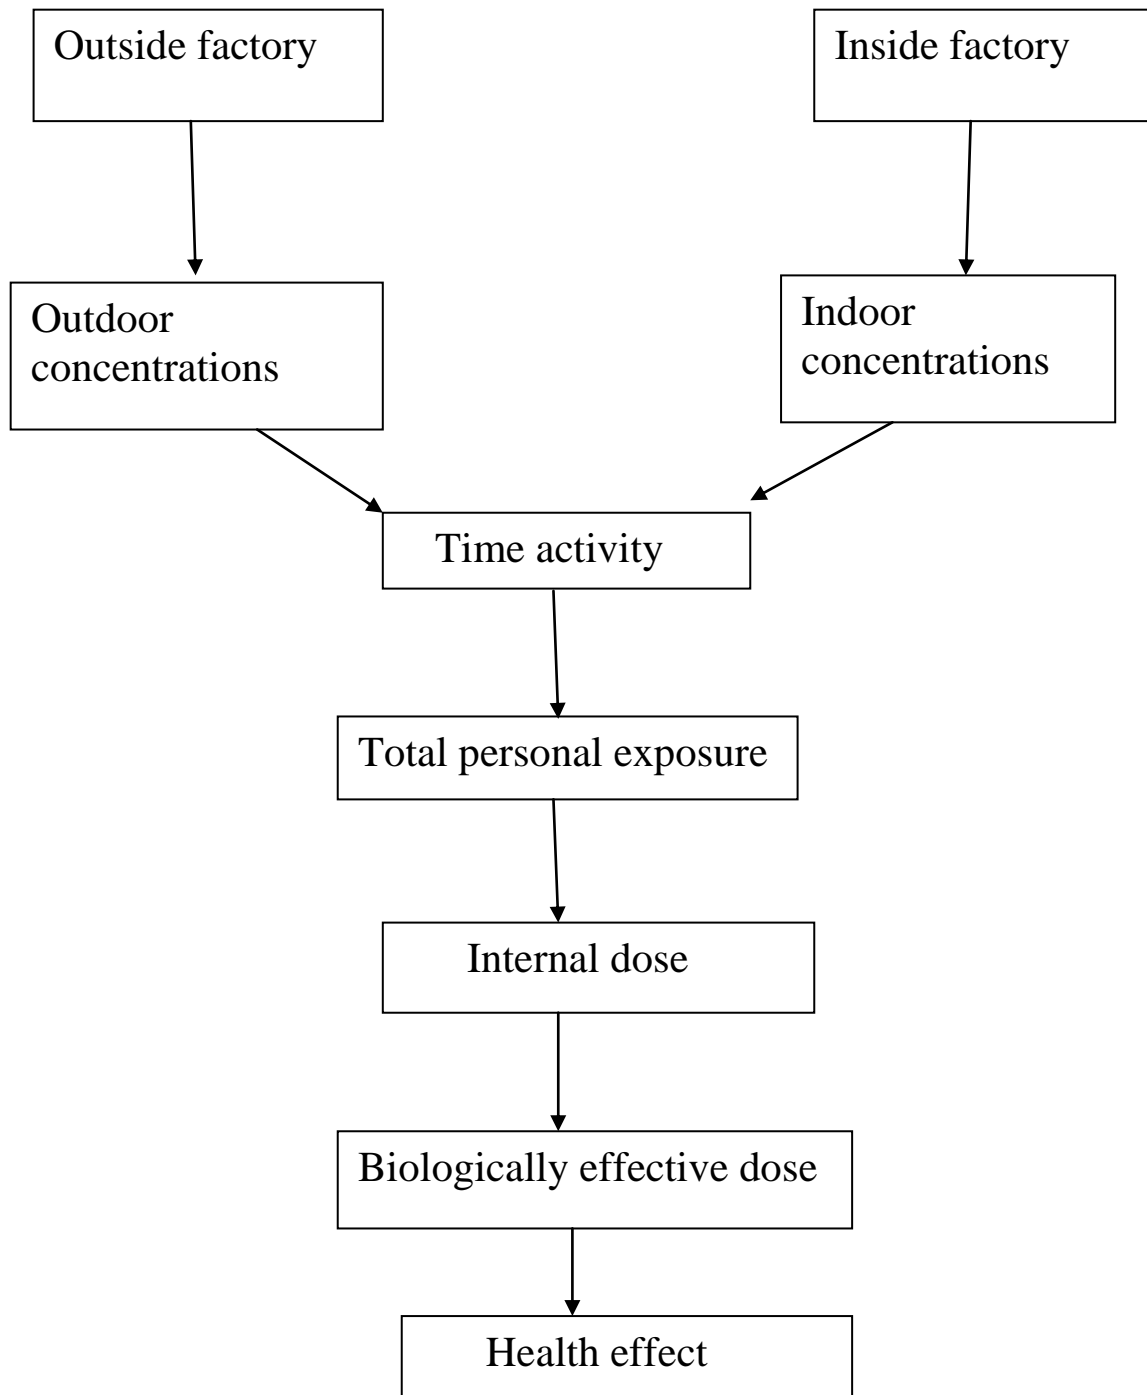 Outside factory
Inside factory
Outdoor
concentrations
Indoor
concentrations
Time activity
Total personal exposure
Internal dose
Biologically effective dose
Health effect